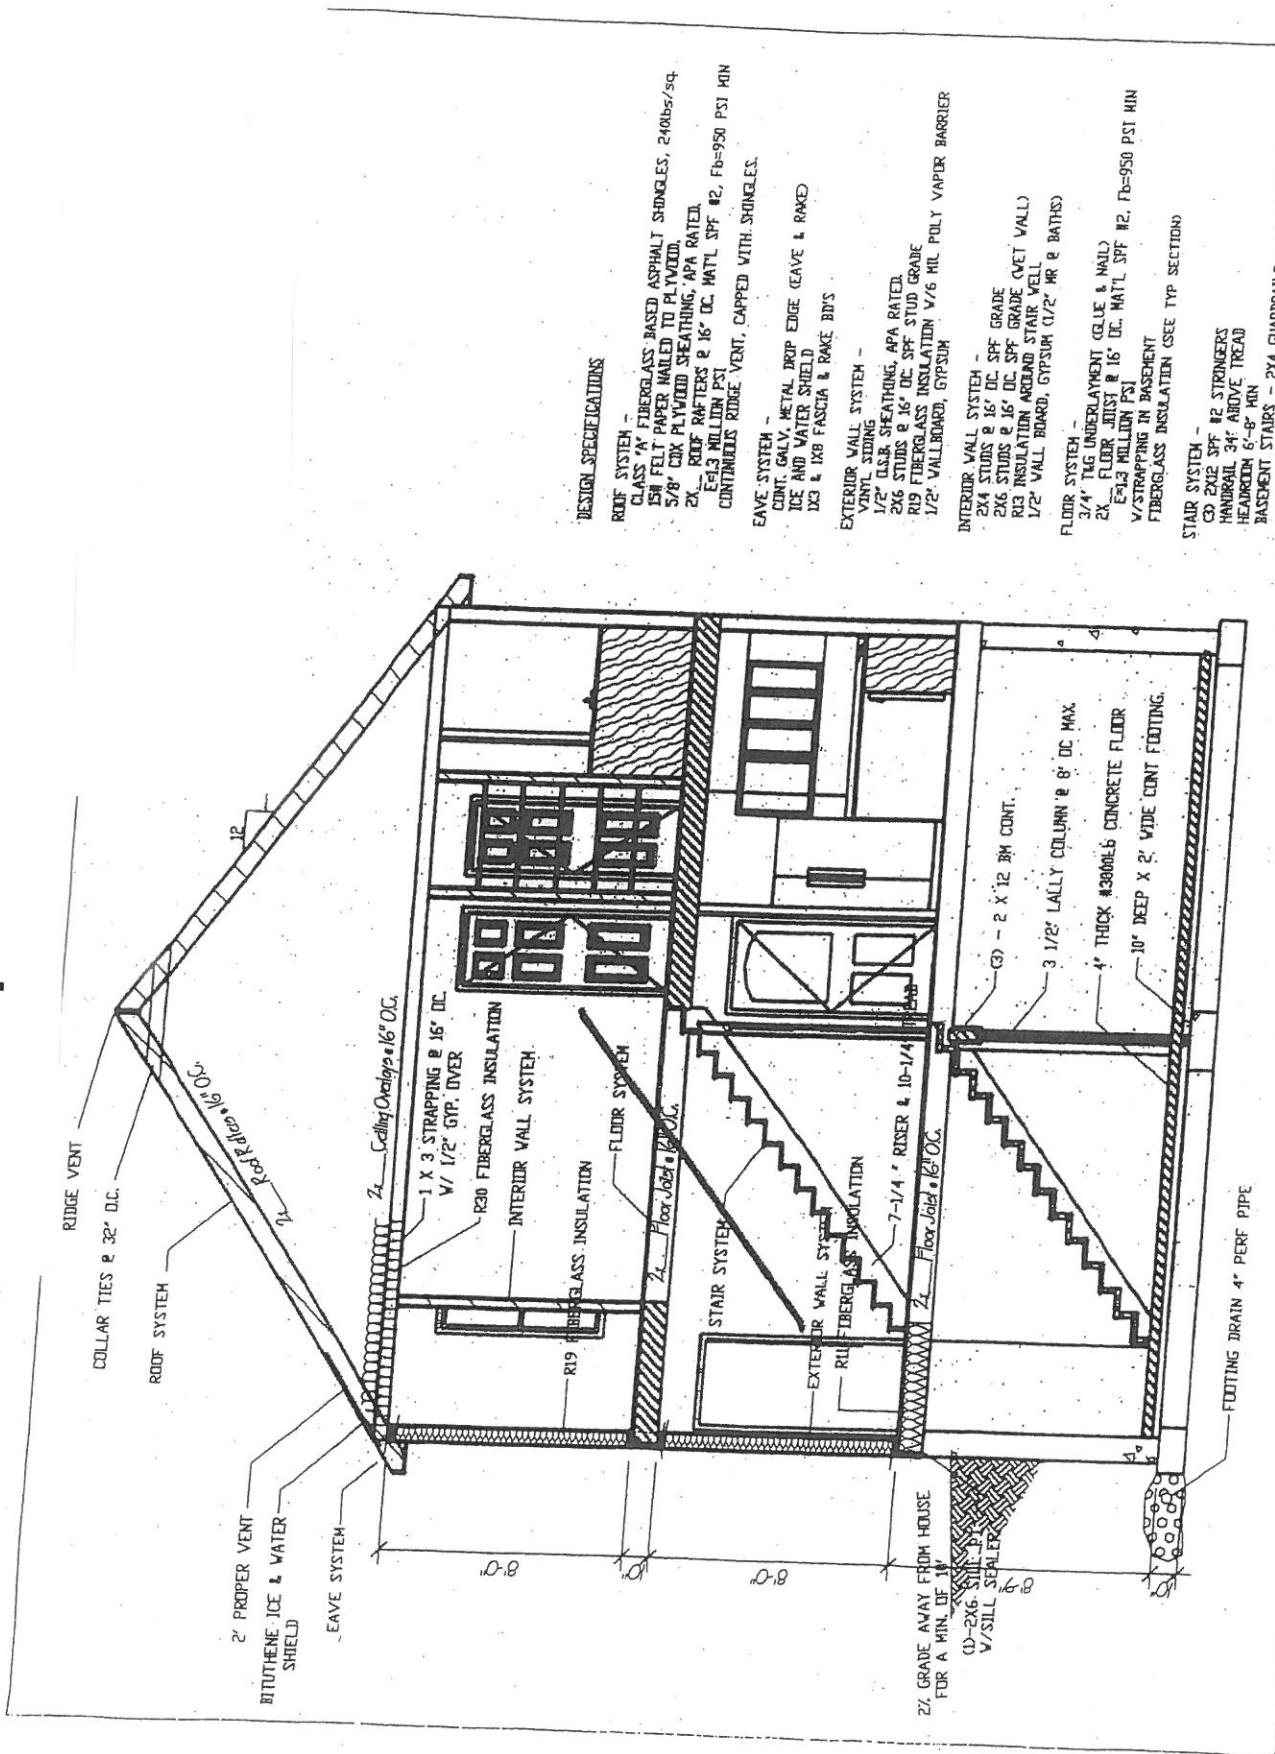 RIDGE VENT
COLLAR TIES @ 32" O.C.
ROOF SYSTEM
2" PROPER VENT
BITUTHENE ICE & WATER
SHIELD
EAVE SYSTEM
12
2x
Roof Rafters @ 16" O.C.
2x Ceiling Overlays @ 16" O.C.
1 X 3 STRAPPING @ 16" OC.
W/ 1/2" GYP. OVER
R30 FIBERGLASS INSULATION
INTERIOR WALL SYSTEM
R19 FIBERGLASS INSULATION
FLOOR SYSTEM
2x Floor Joist @ 16" O.C.
STAIR SYSTEM
EXTERIOR WALL SYSTEM
R11 FIBERGLASS INSULATION
7-1/4" RISER & 10-1/4" TREAD
2x Floor Joist @ 16" O.C.
8'-0"
10"
8'-0"
8'-9"
10"
2% GRADE AWAY FROM HOUSE
FOR A MIN. OF 10'
(1)-2X6 SILL PT
W/SILL SEALER
(3) - 2 X 12 BM CONT.
3 1/2" LALLY COLUMN @ 8' OC MAX.
4" THICK #3000LB CONCRETE FLOOR
10" DEEP X 2' WIDE CONT FOOTING.
FOOTING DRAIN 4" PERF PIPE
DESIGN SPECIFICATIONS
ROOF SYSTEM -
CLASS "A" FIBERGLASS BASED ASPHALT SHINGLES, 240lbs/sq.
15# FELT PAPER NAILED TO PLYWOOD.
5/8" CDX PLYWOOD SHEATHING, APA RATED.
2X__ ROOF RAFTERS @ 16" OC. MAT'L SPF #2, Fb=950 PSI MIN
E=1.3 MILLION PSI
CONTINUOUS RIDGE VENT, CAPPED WITH SHINGLES.
EAVE SYSTEM -
CONT. GALV. METAL DRIP EDGE (EAVE & RAKE)
ICE AND WATER SHIELD
1X3 & 1X8 FASCIA & RAKE BD'S
EXTERIOR WALL SYSTEM -
VINYL SIDING
1/2" O.S.B. SHEATHING, APA RATED.
2X6 STUDS @ 16" OC. SPF STUD GRADE
R19 FIBERGLASS INSULATION W/6 MIL POLY VAPOR BARRIER
1/2" WALLBOARD, GYPSUM
INTERIOR WALL SYSTEM -
2X4 STUDS @ 16" OC. SPF GRADE
2X6 STUDS @ 16" OC. SPF GRADE (WET WALL)
R13 INSULATION AROUND STAIR WELL
1/2" WALL BOARD, GYPSUM (1/2" MR @ BATHS)
FLOOR SYSTEM -
3/4" T&G UNDERLAYMENT (GLUE & NAIL)
2X__ FLOOR JOIST @ 16" OC. MAT'L SPF #2, Fb=950 PSI MIN
E=1.3 MILLION PSI
W/STRAPPING IN BASEMENT
FIBERGLASS INSULATION (SEE TYP SECTION)
STAIR SYSTEM -
(3) 2X12 SPF #2 STRINGERS
HANDRAIL 34" ABOVE TREAD
HEADROOM 6'-8" MIN
BASEMENT STAIRS - 2X4 GUARDRAILS